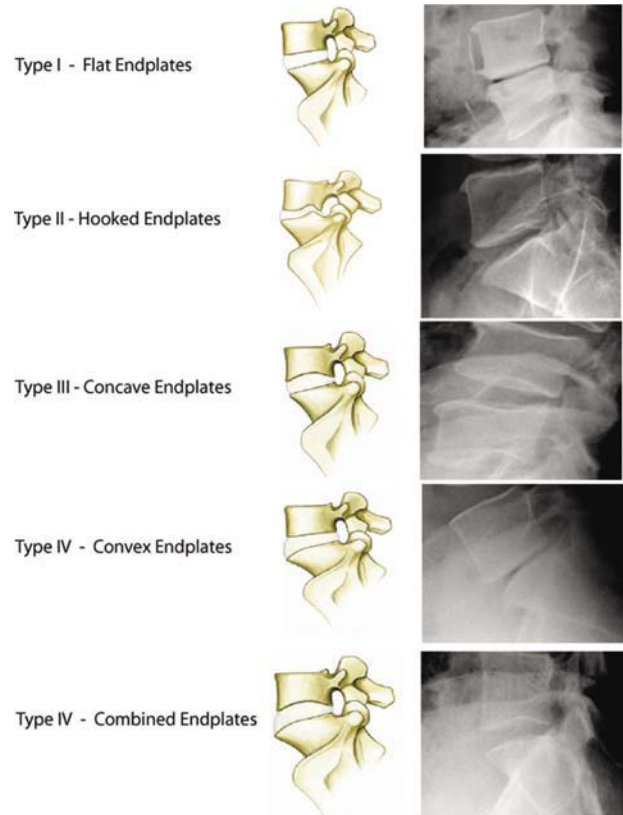 Type I - Flat Endplates
Type II - Hooked Endplates
Type III - Concave Endplates
Type IV - Convex Endplates
Type IV - Combined Endplates